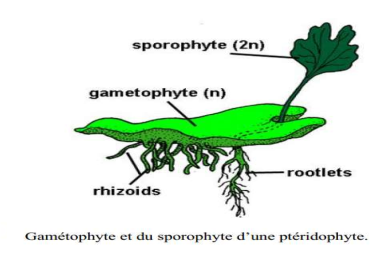 sporophyte (2n)
gametophyte (n)
rootlets
rhizoids
Gamétophyte et du sporophyte d'une ptéridophyte.